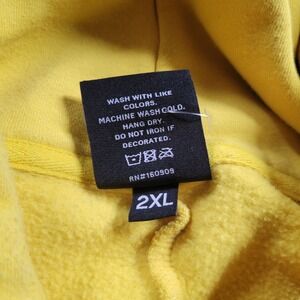 WASH WITH LIKE
COLORS.
MACHINE WASH COLD.
HANG DRY.
DO NOT IRON IF
DECORATED.
RN#160909
2XL